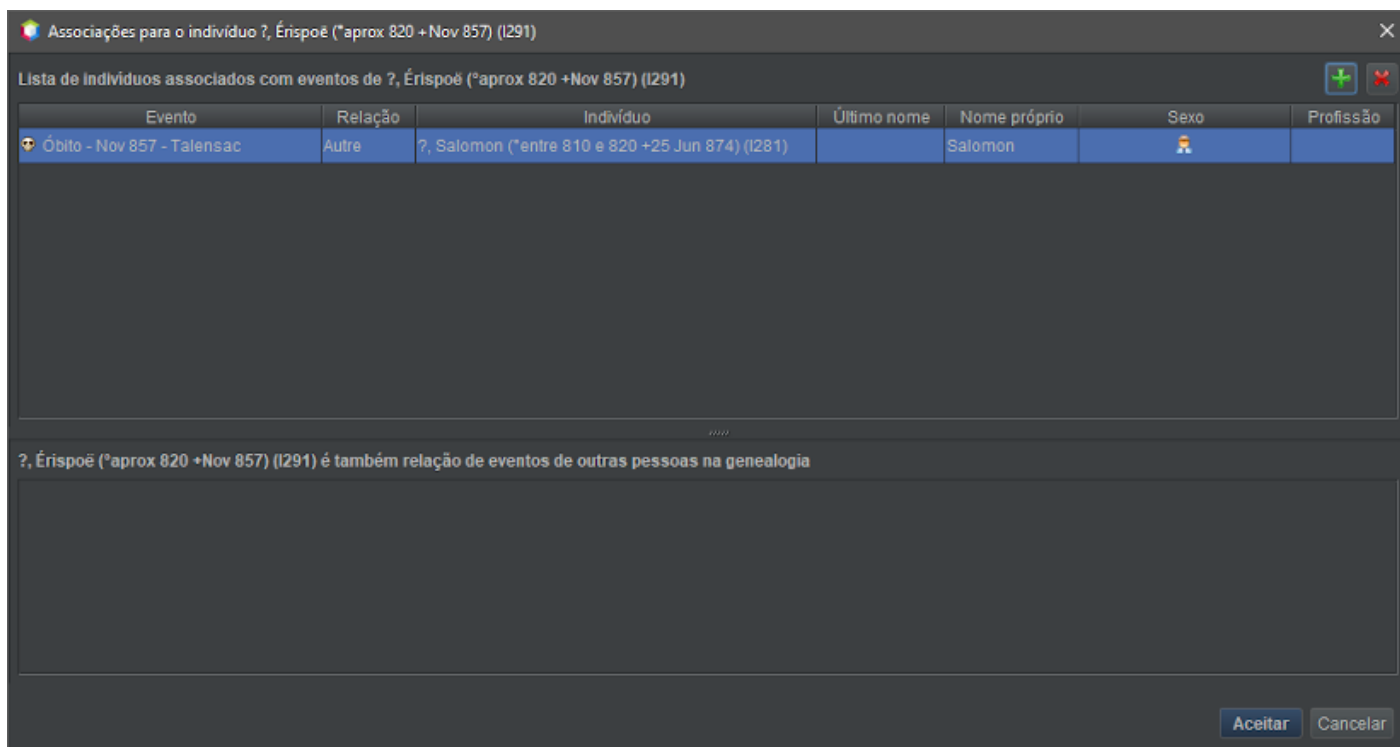 Associações para o indivíduo ?, Érispoë (°aprox 820 +Nov 857) (I291)
Lista de indivíduos associados com eventos de ?, Érispoë (°aprox 820 +Nov 857) (I291)
Evento Relação Indivíduo Último nome Nome próprio Sexo Profissão
Óbito - Nov 857 - Talensac Autre ?, Salomon (°entre 810 e 820 +25 Jun 874) (I281) Salomon
?, Érispoë (°aprox 820 +Nov 857) (I291) é também relação de eventos de outras pessoas na genealogia
Aceitar Cancelar